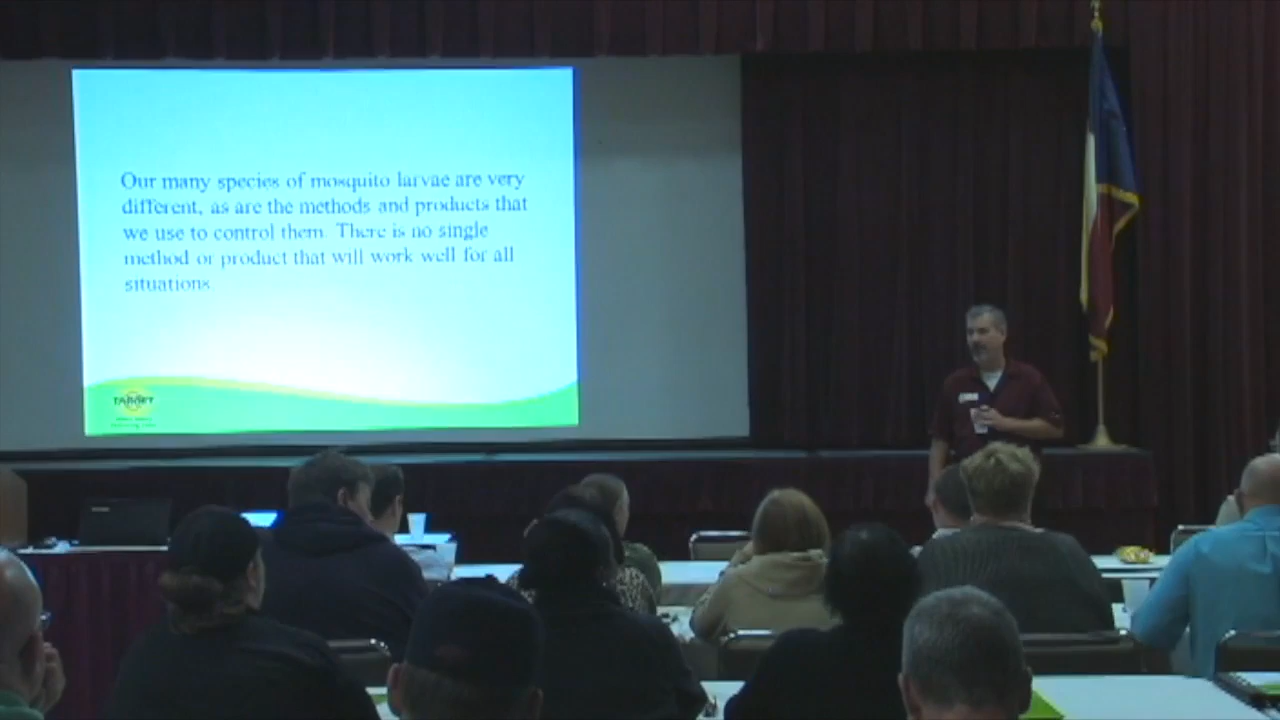 Our many species of mosquito larvae are very
different, as are the methods and products that
we use to control them. There is no single
method or product that will work well for all
situations
TARGET